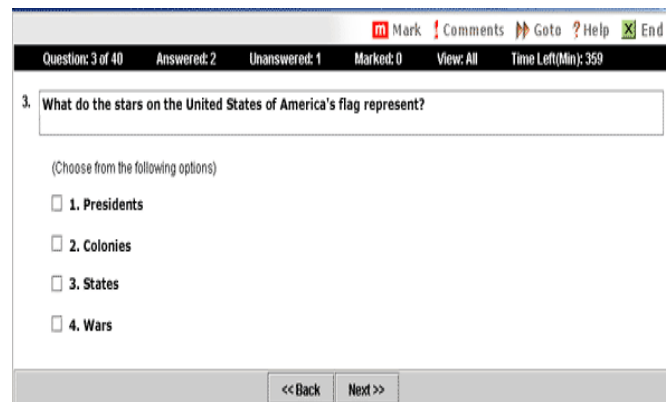 m Mark ! Comments Goto ? Help X End
Question: 3 of 40 Answered: 2 Unanswered: 1 Marked: 0 View: All Time Left(Min): 359
3. What do the stars on the United States of America's flag represent?
(Choose from the following options)
1. Presidents
2. Colonies
3. States
4. Wars
<< Back Next >>